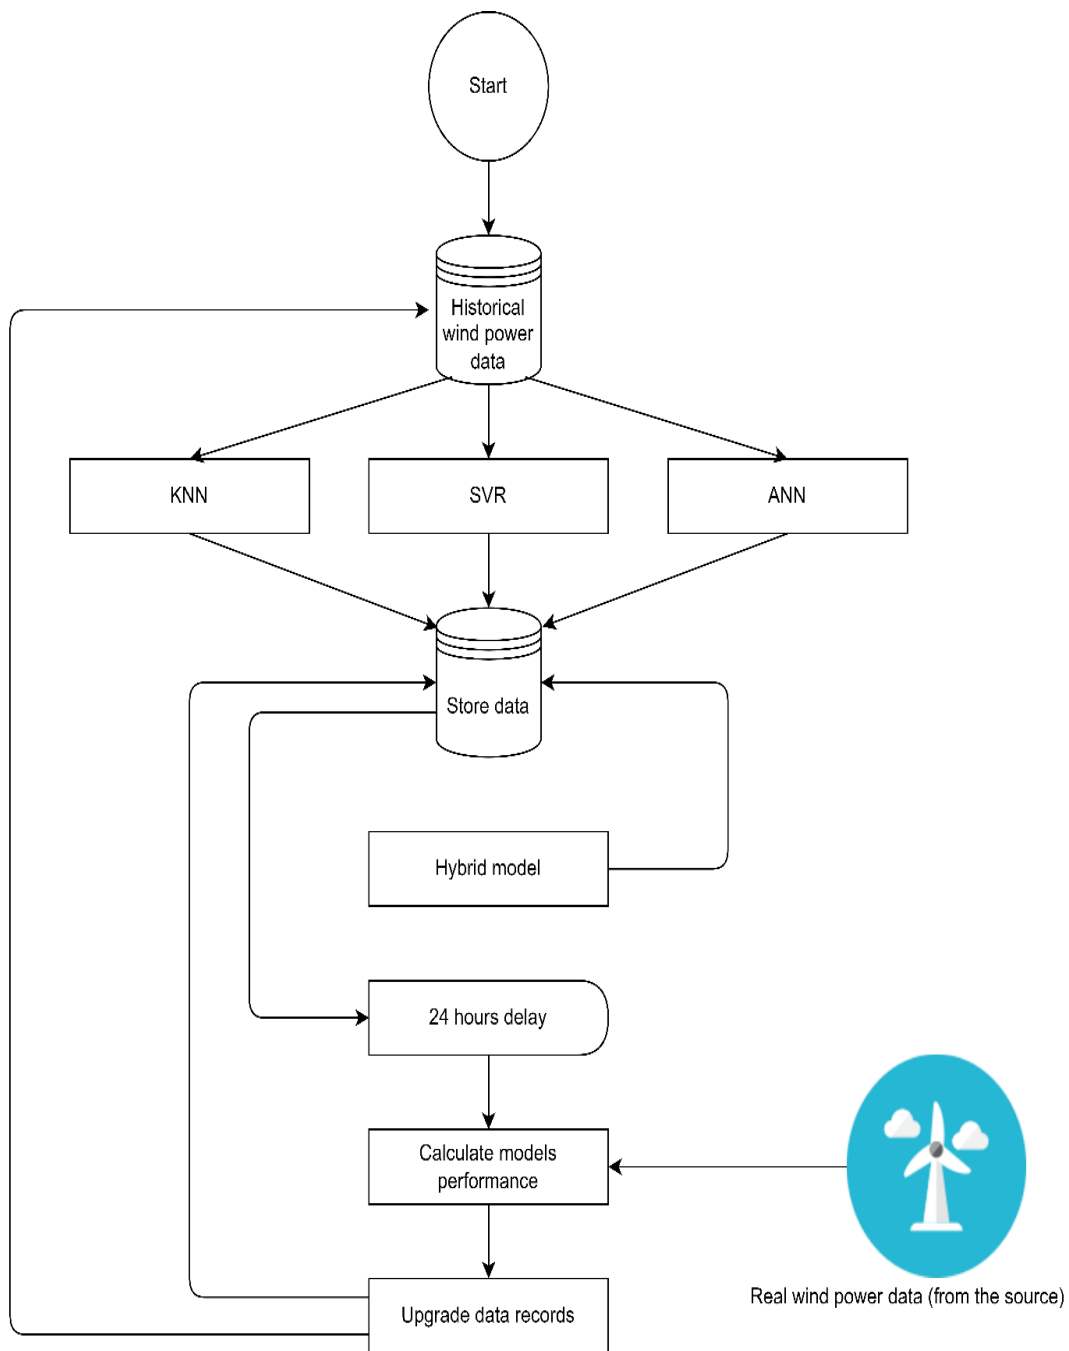 Start
Historical
wind power
data
KNN
SVR
ANN
Store data
Hybrid model
24 hours delay
Calculate models
performance
Real wind power data (from the source)
Upgrade data records